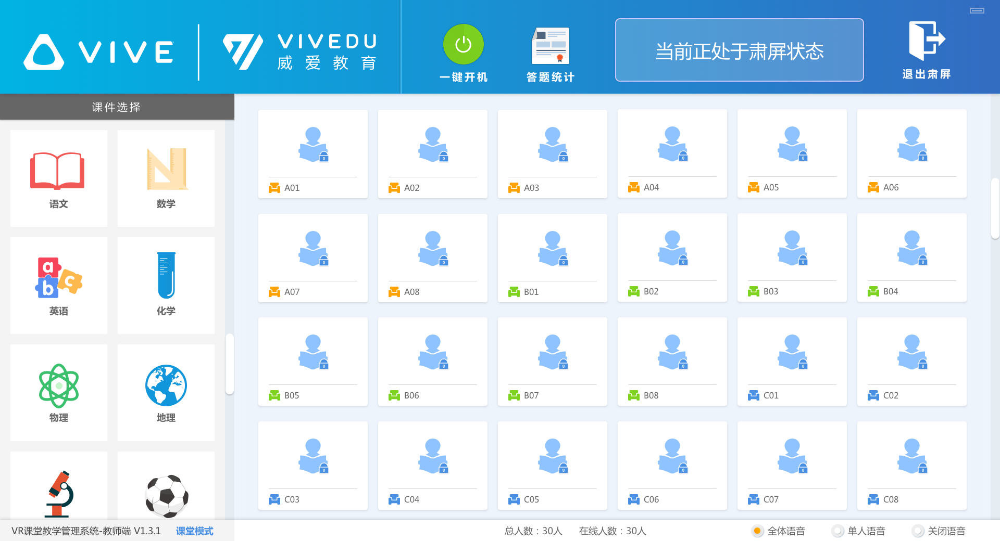 VIVE
VIVEDU
威爱教育
一键开机
答题统计
当前正处于肃屏状态
退出肃屏
课件选择
语文
数学
英语
a
b
c
化学
物理
地理
A01
A02
A03
A04
A05
A06
A07
A08
B01
B02
B03
B04
B05
B06
B07
B08
C01
C02
C03
C04
C05
C06
C07
C08
VR课堂教学管理系统-教师端 V1.3.1
课堂模式
总人数：30人
在线人数：30人
全体语音
单人语音
关闭语音